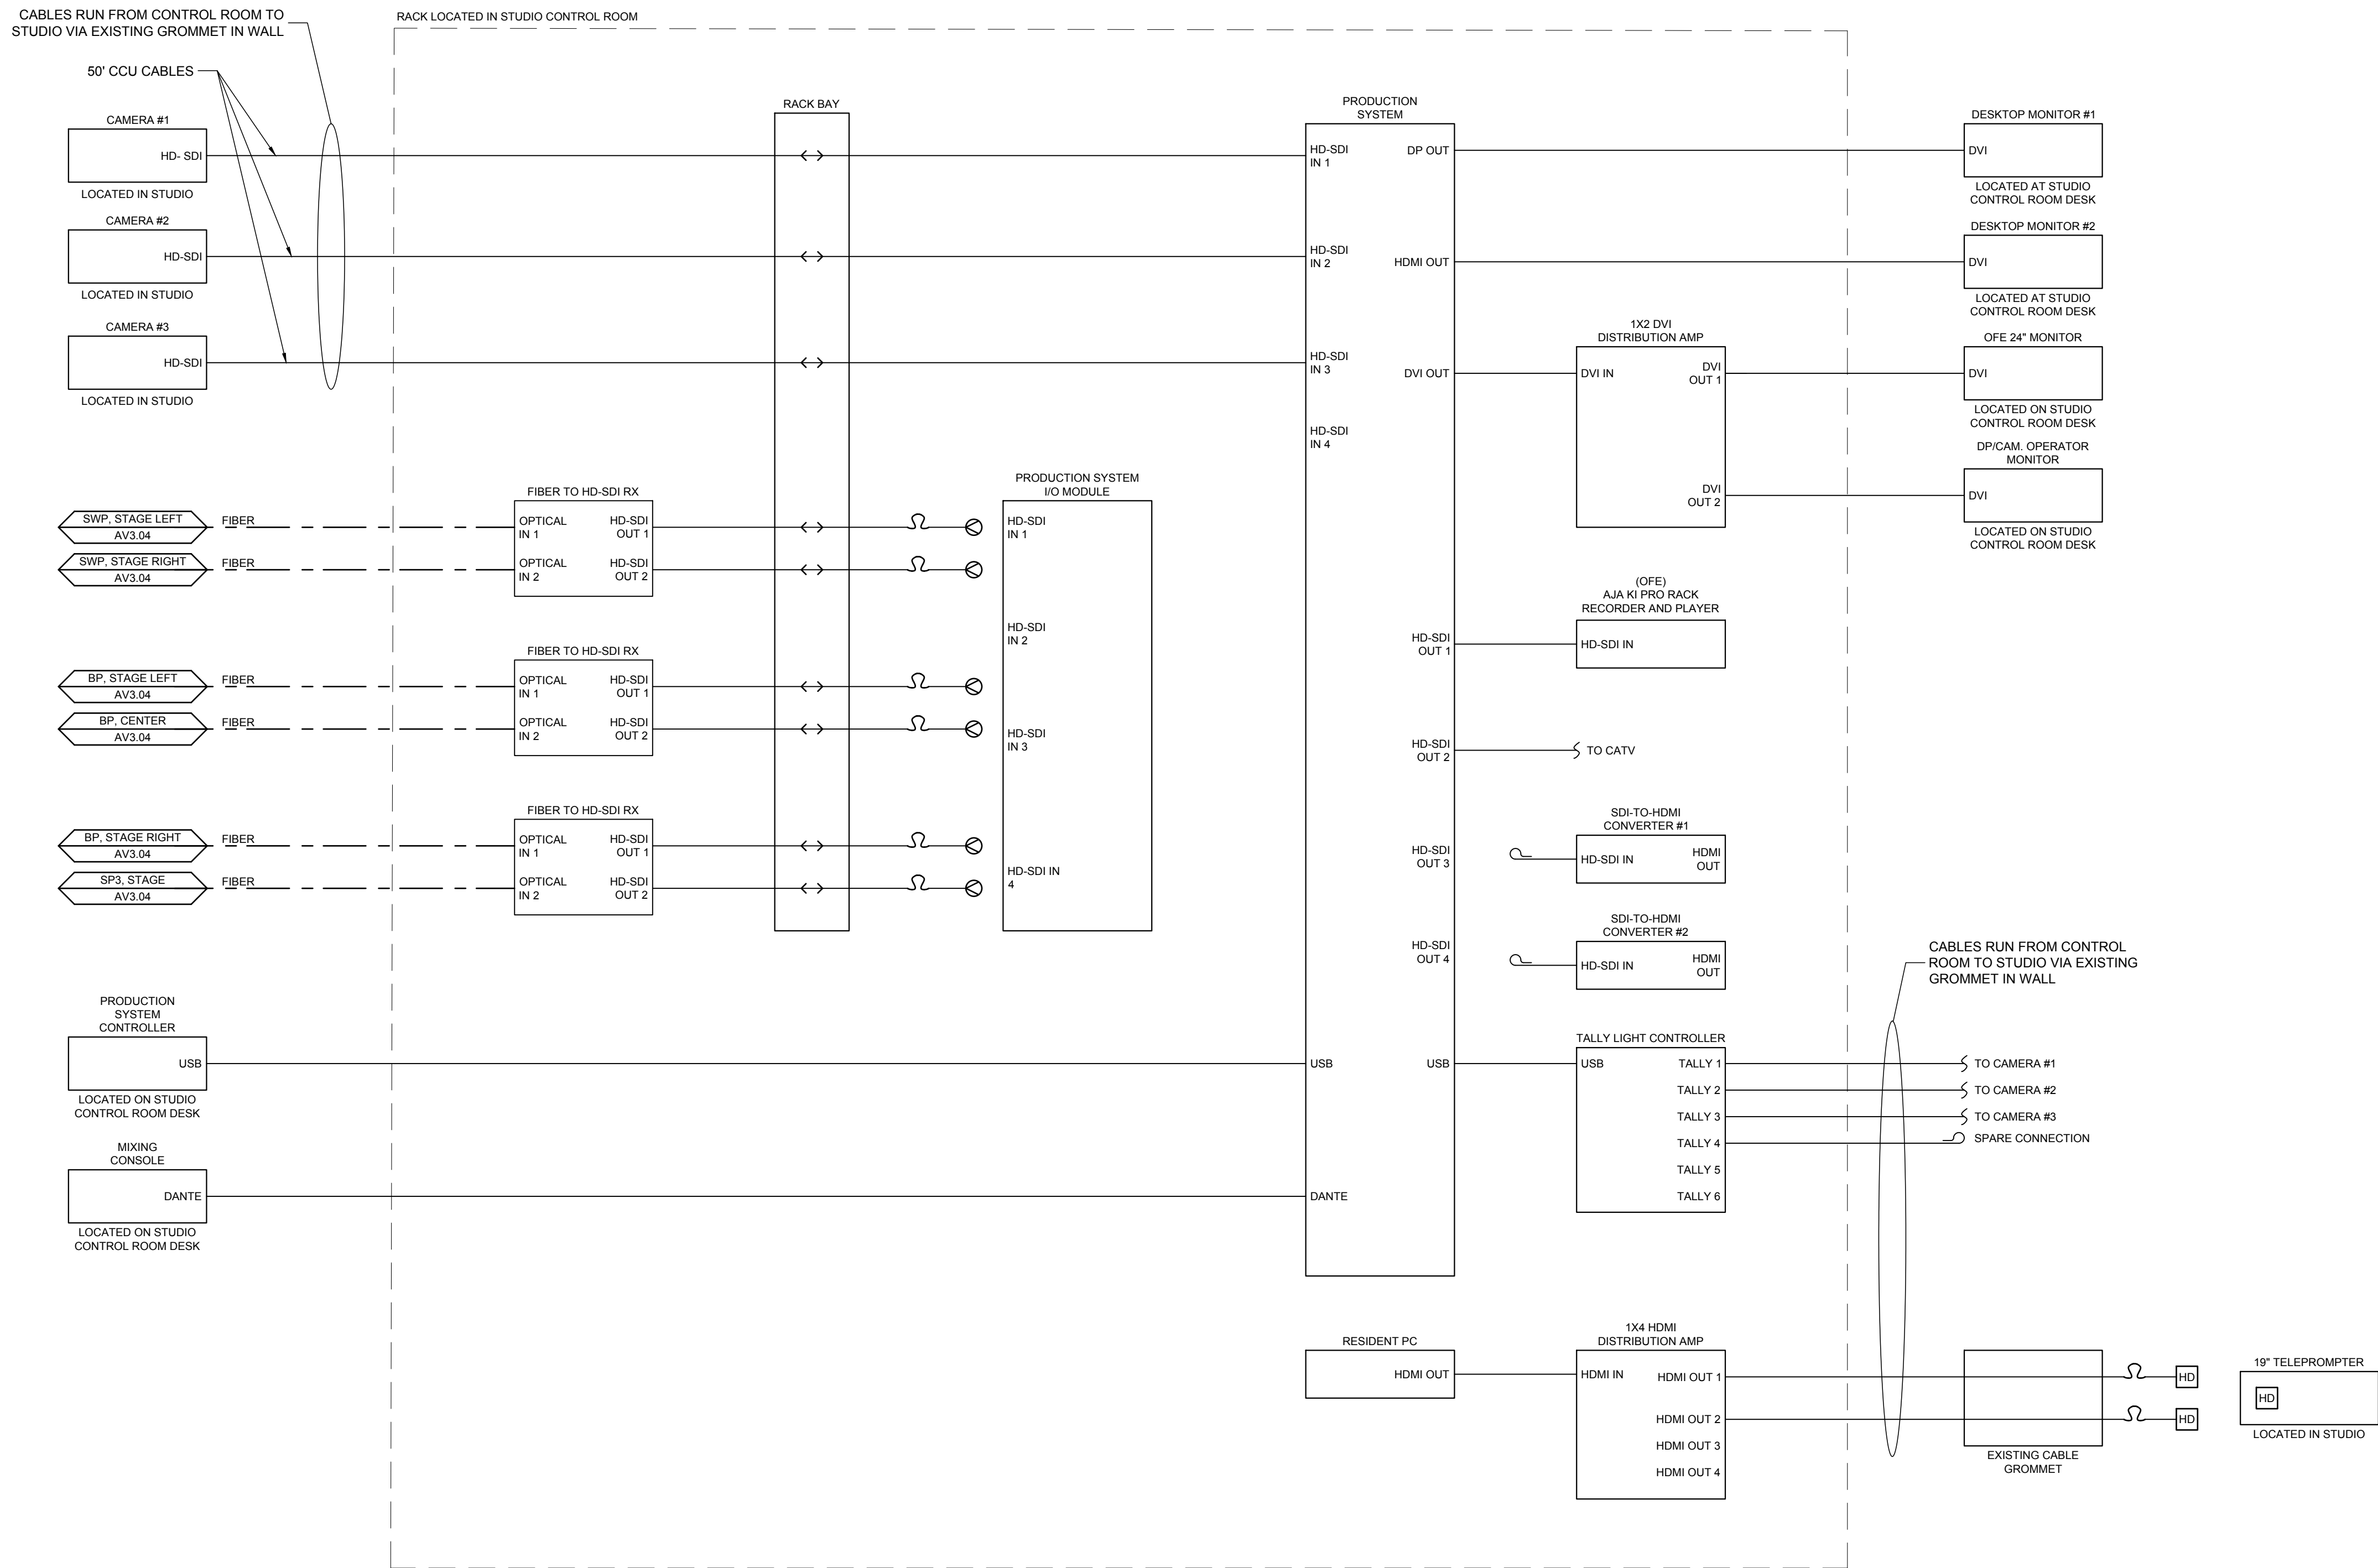 CABLES RUN FROM CONTROL ROOM TO
STUDIO VIA EXISTING GROMMET IN WALL
RACK LOCATED IN STUDIO CONTROL ROOM
50' CCU CABLES
CAMERA #1
HD- SDI
LOCATED IN STUDIO
CAMERA #2
HD-SDI
LOCATED IN STUDIO
CAMERA #3
HD-SDI
LOCATED IN STUDIO
SWP, STAGE LEFT
AV3.04
FIBER
SWP, STAGE RIGHT
AV3.04
FIBER
BP, STAGE LEFT
AV3.04
FIBER
BP, CENTER
AV3.04
FIBER
BP, STAGE RIGHT
AV3.04
FIBER
SP3, STAGE
AV3.04
FIBER
PRODUCTION
SYSTEM
CONTROLLER
USB
LOCATED ON STUDIO
CONTROL ROOM DESK
MIXING
CONSOLE
DANTE
LOCATED ON STUDIO
CONTROL ROOM DESK
FIBER TO HD-SDI RX
OPTICAL
IN 1
HD-SDI
OUT 1
OPTICAL
IN 2
HD-SDI
OUT 2
FIBER TO HD-SDI RX
OPTICAL
IN 1
HD-SDI
OUT 1
OPTICAL
IN 2
HD-SDI
OUT 2
FIBER TO HD-SDI RX
OPTICAL
IN 1
HD-SDI
OUT 1
OPTICAL
IN 2
HD-SDI
OUT 2
RACK BAY
PRODUCTION SYSTEM
I/O MODULE
HD-SDI
IN 1
HD-SDI
IN 2
HD-SDI
IN 3
HD-SDI IN
4
PRODUCTION
SYSTEM
HD-SDI
IN 1
DP OUT
HD-SDI
IN 2
HDMI OUT
HD-SDI
IN 3
DVI OUT
HD-SDI
IN 4
HD-SDI
OUT 1
HD-SDI
OUT 2
HD-SDI
OUT 3
HD-SDI
OUT 4
USB
USB
DANTE
RESIDENT PC
HDMI OUT
1X2 DVI
DISTRIBUTION AMP
DVI IN
DVI
OUT 1
DVI
OUT 2
(OFE)
AJA KI PRO RACK
RECORDER AND PLAYER
HD-SDI IN
TO CATV
SDI-TO-HDMI
CONVERTER #1
HD-SDI IN
HDMI
OUT
SDI-TO-HDMI
CONVERTER #2
HD-SDI IN
HDMI
OUT
TALLY LIGHT CONTROLLER
USB
TALLY 1
TALLY 2
TALLY 3
TALLY 4
TALLY 5
TALLY 6
1X4 HDMI
DISTRIBUTION AMP
HDMI IN
HDMI OUT 1
HDMI OUT 2
HDMI OUT 3
HDMI OUT 4
DESKTOP MONITOR #1
DVI
LOCATED AT STUDIO
CONTROL ROOM DESK
DESKTOP MONITOR #2
DVI
LOCATED AT STUDIO
CONTROL ROOM DESK
OFE 24" MONITOR
DVI
LOCATED ON STUDIO
CONTROL ROOM DESK
DP/CAM. OPERATOR
MONITOR
DVI
LOCATED ON STUDIO
CONTROL ROOM DESK
CABLES RUN FROM CONTROL
ROOM TO STUDIO VIA EXISTING
GROMMET IN WALL
TO CAMERA #1
TO CAMERA #2
TO CAMERA #3
SPARE CONNECTION
EXISTING CABLE
GROMMET
HD
HD
19" TELEPROMPTER
HD
LOCATED IN STUDIO